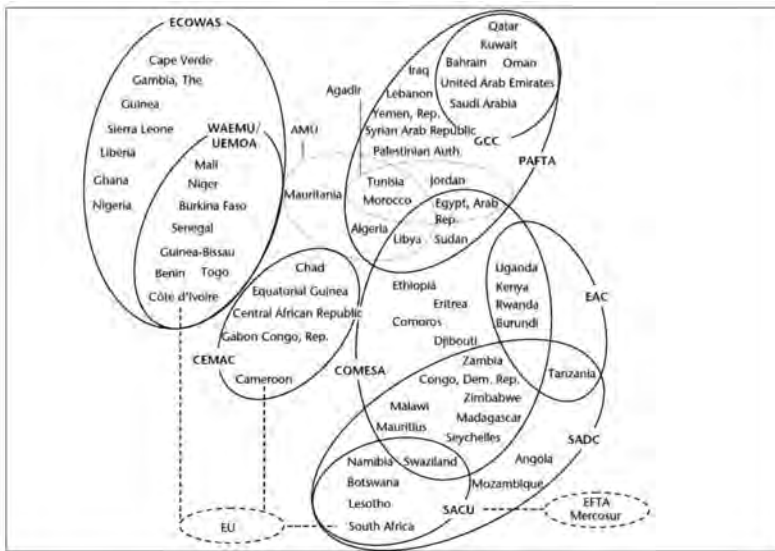 ECOWAS
Cape Verde
Gambia, The
Guinea
Sierra Leone
Liberia
Ghana
Nigeria
WAEMU/
UEMOA
Mali
Niger
Burkina Faso
Senegal
Guinea-Bissau
Benin Togo
Côte d'Ivoire
AMU
Mauritania
Agadir
Qatar
Kuwait
Bahrain Oman
United Arab Emirates
Saudi Arabia
GCC
Iraq
Lebanon
Yemen, Rep.
Syrian Arab Republic
Palestinian Auth.
PAFTA
Tunisia Jordan
Morocco Egypt, Arab
Rep.
Algeria Libya Sudan
Chad
Equatorial Guinea
Central African Republic
Gabon Congo, Rep.
CEMAC
Cameroon
COMESA
Ethiopia
Eritrea
Comoros
Djibouti
Uganda
Kenya
Rwanda
Burundi
EAC
Tanzania
Zambia
Congo, Dem. Rep.
Zimbabwe
Malawi
Madagascar
Mauritius
Seychelles
SADC
Angola
Mozambique
Namibia Swaziland
Botswana
Lesotho
South Africa
SACU
EU
EFTA
Mercosur